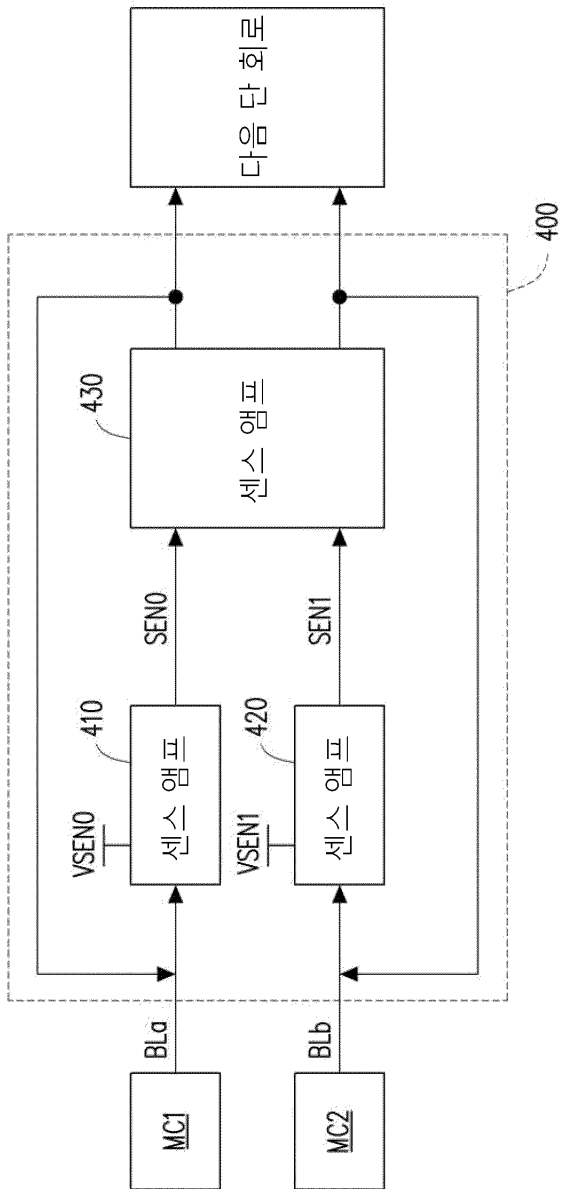 MC1
BLa
VSEN0
410
센스 앰프
SEN0
430
센스 앰프
다음 단 회로
MC2
BLb
VSEN1
420
센스 앰프
SEN1
400